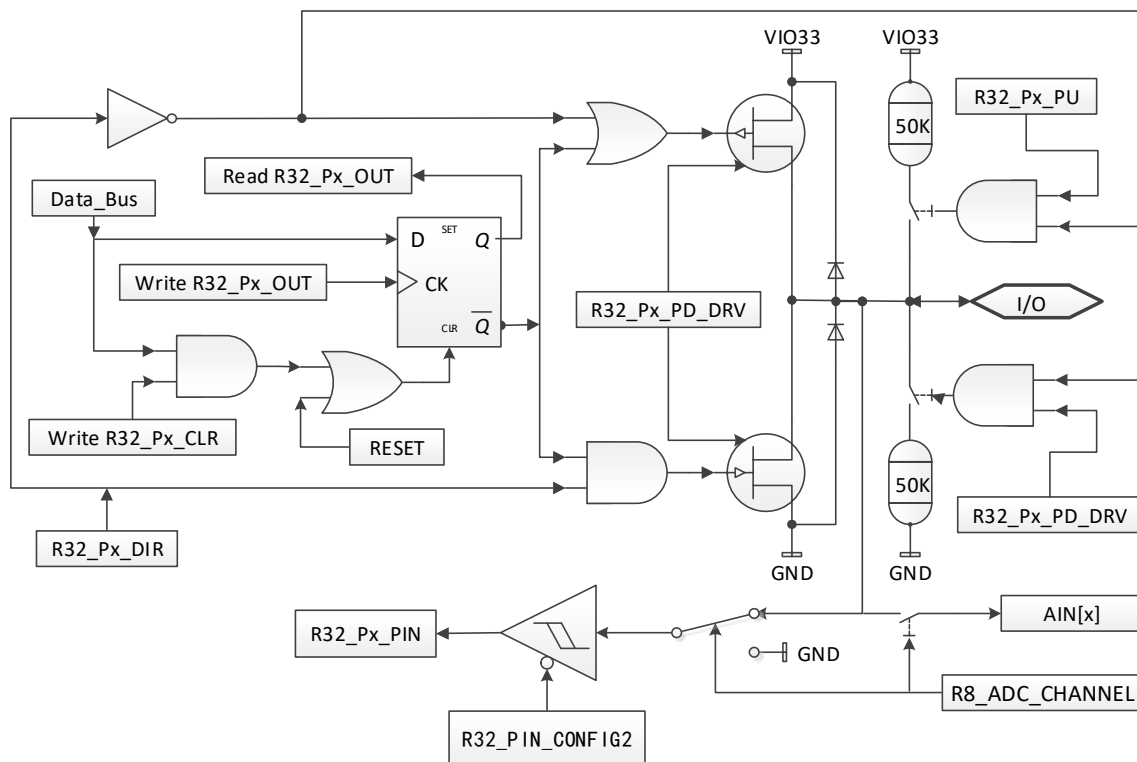 VIO33
VIO33
R32_Px_PU
50K
Read R32_Px_OUT
Data_Bus
D
SET
Q
Write R32_Px_OUT
CK
R32_Px_PD_DRV
I/O
CLR
Q
Write R32_Px_CLR
RESET
50K
R32_Px_PD_DRV
R32_Px_DIR
GND
GND
R32_Px_PIN
AIN[x]
GND
R8_ADC_CHANNEL
R32_PIN_CONFIG2